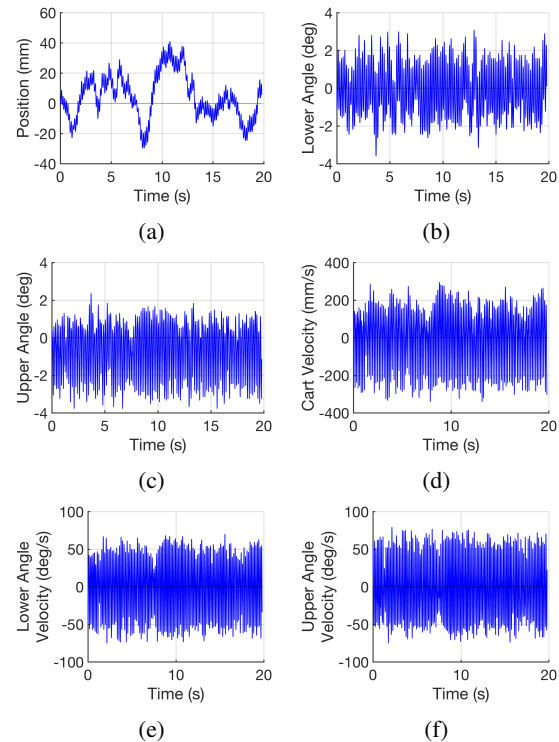 60
40
20
0
-20
-40
Position (mm)
0 5 10 15 20
Time (s)
(a)
4
2
0
-2
-4
Lower Angle (deg)
0 5 10 15 20
Time (s)
(b)
4
2
0
-2
-4
Upper Angle (deg)
0 5 10 15 20
Time (s)
(c)
400
200
0
-200
-400
Cart Velocity (mm/s)
0 10 20
Time (s)
(d)
100
50
0
-50
-100
Lower Angle
Velocity (deg/s)
0 10 20
Time (s)
(e)
100
50
0
-50
-100
Upper Angle
Velocity (deg/s)
0 10 20
Time (s)
(f)